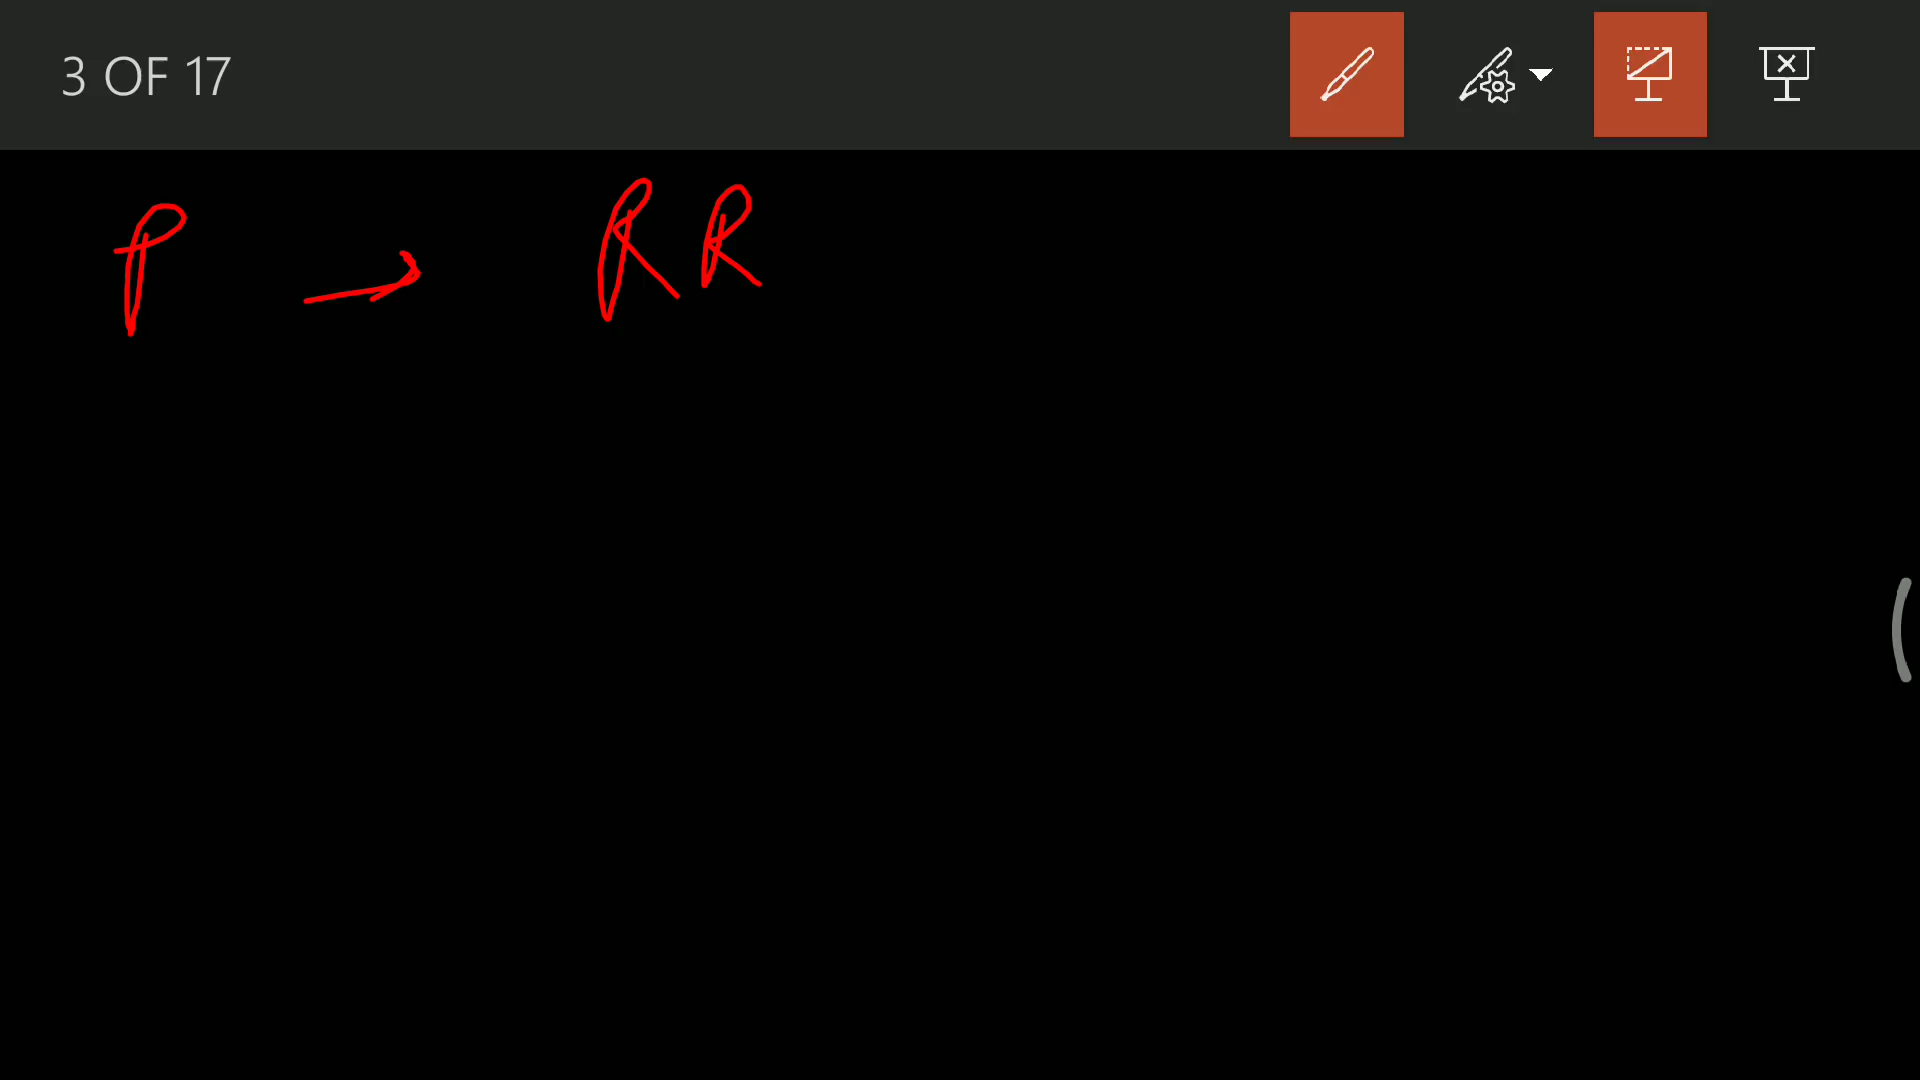 3 OF 17
P → RR